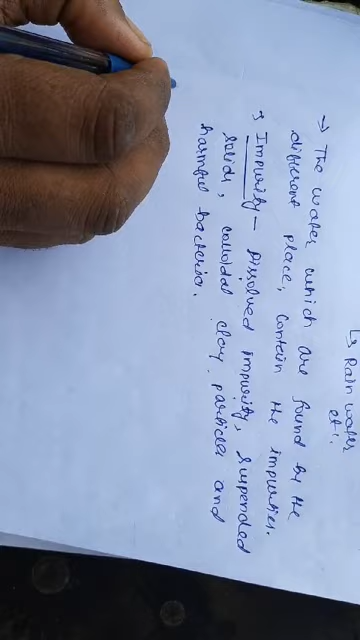 ↳ Rain water
etc.
→ The water which are found by the
different place, contain the impurities.
→ Impurity - Dissolved impurity, suspended
solids, colloidal clay particles and
harmful bacteria.